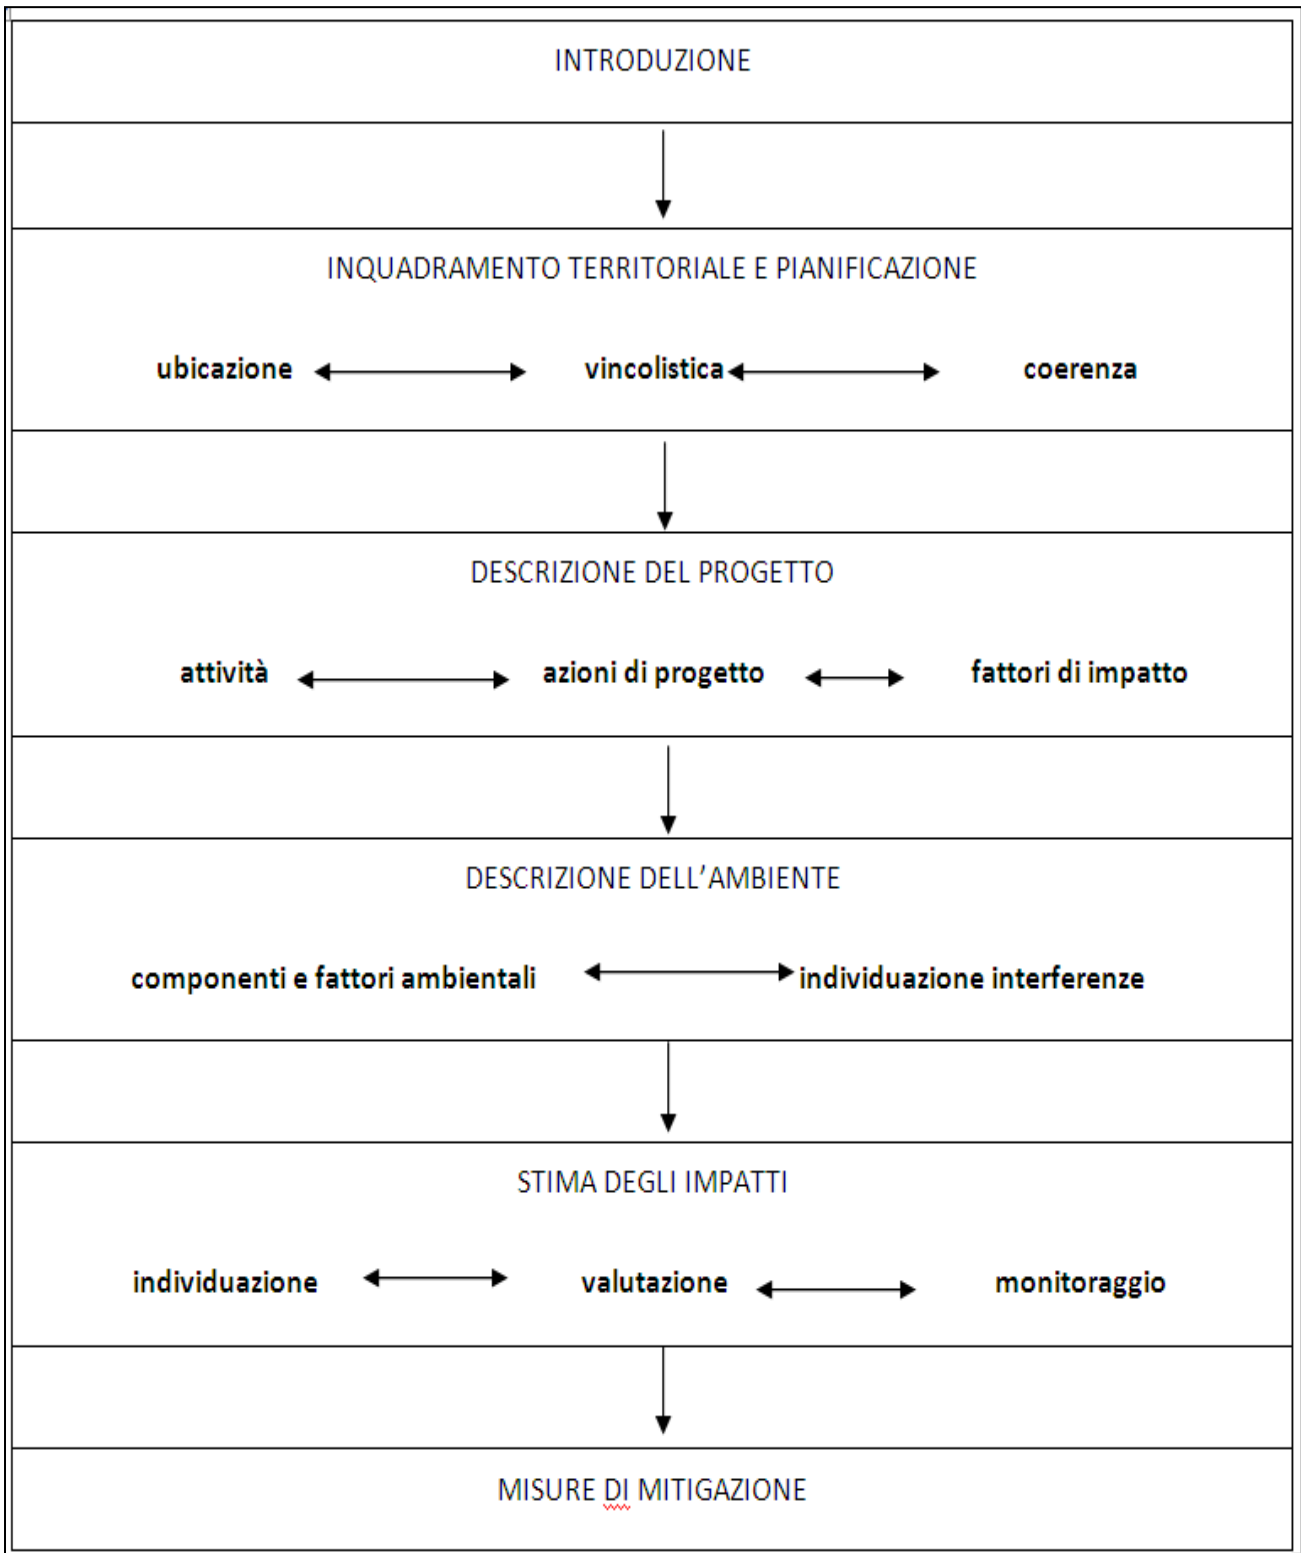 INTRODUZIONE
INQUADRAMENTO TERRITORIALE E PIANIFICAZIONE
ubicazione vincolistica coerenza
DESCRIZIONE DEL PROGETTO
attività azioni di progetto fattori di impatto
DESCRIZIONE DELL’AMBIENTE
componenti e fattori ambientali individuazione interferenze
STIMA DEGLI IMPATTI
individuazione valutazione monitoraggio
MISURE DI MITIGAZIONE